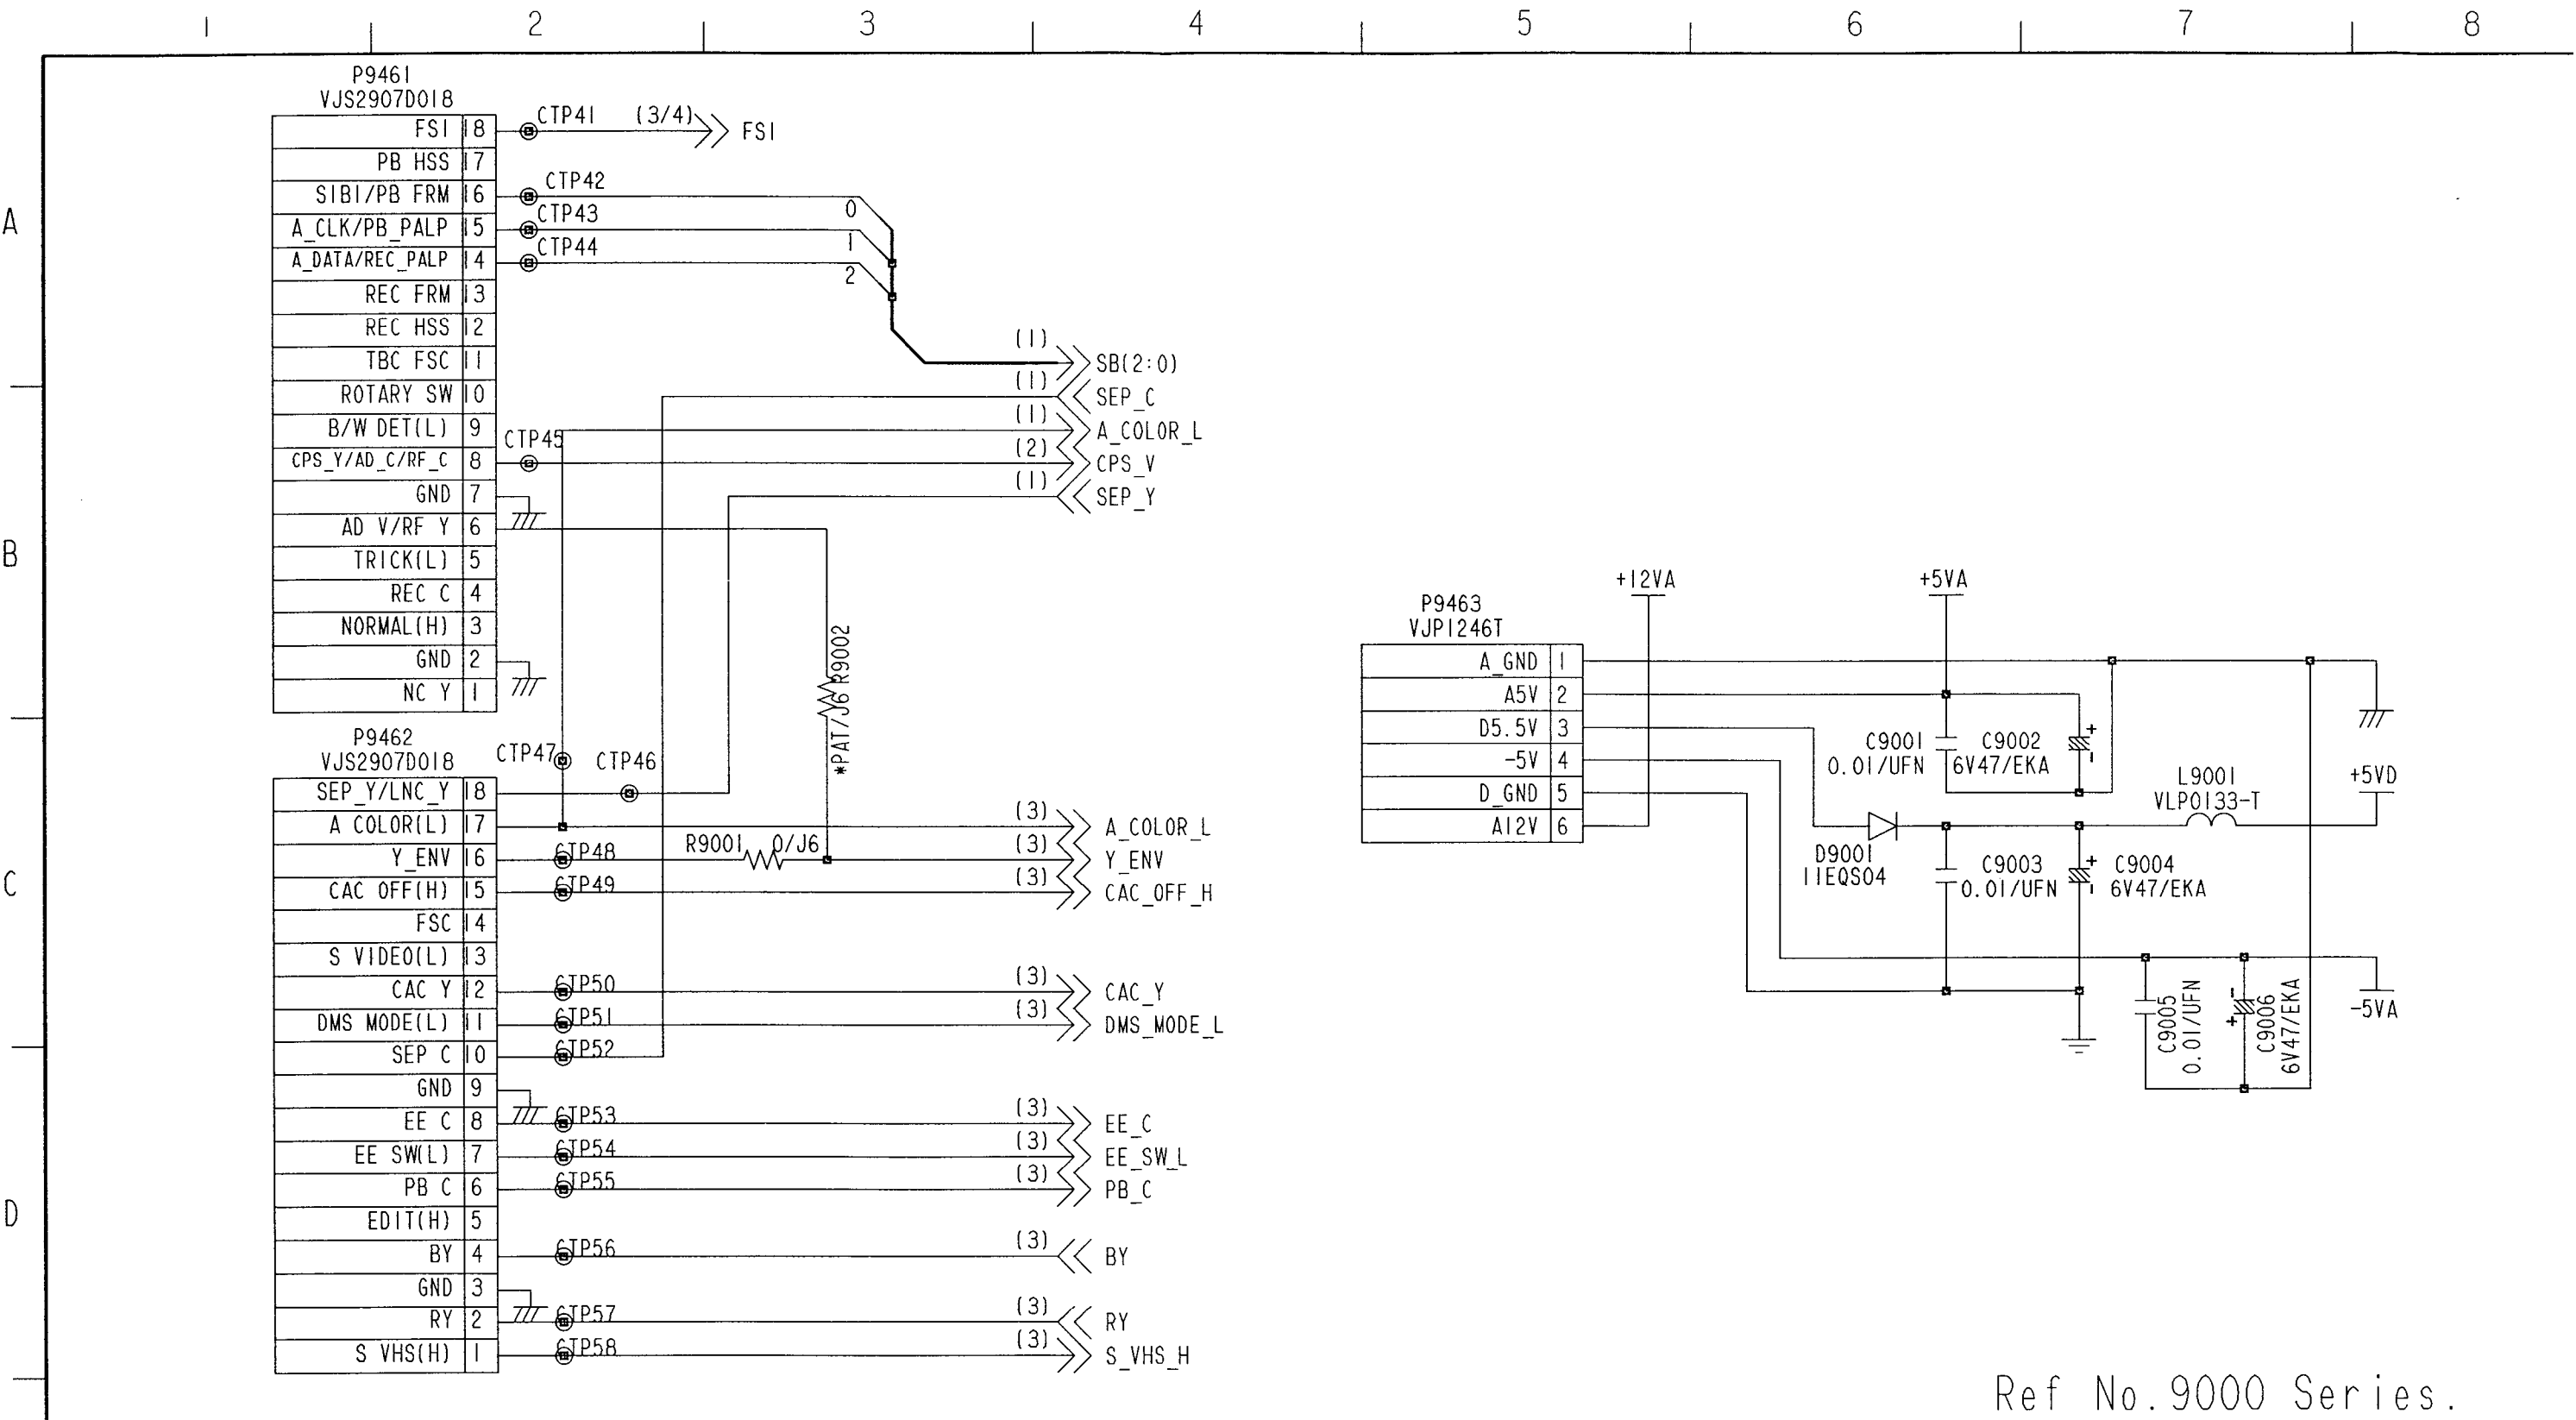 1 2 3 4 5 6 7 8
A
B
C
D
P9461
VJS2907D018
FSI 18
PB HSS 17
SIBI/PB FRM 16
A_CLK/PB_PALP 15
A_DATA/REC_PALP 14
REC FRM 13
REC HSS 12
TBC FSC 11
ROTARY SW 10
B/W DET(L) 9
CPS_Y/AD_C/RF_C 8
GND 7
AD V/RF Y 6
TRICK(L) 5
REC C 4
NORMAL(H) 3
GND 2
NC Y 1
CTP41 (3/4) FSI
CTP42
CTP43
CTP44
0
1
2
(1) SB(2:0)
(1) SEP_C
(1) A_COLOR_L
CTP45 (2) CPS_V
(1) SEP_Y
*PAT/J6 R9002
P9462
VJS2907D018
SEP_Y/LNC_Y 18
A COLOR(L) 17
Y_ENV 16
CAC OFF(H) 15
FSC 14
S VIDEO(L) 13
CAC Y 12
DMS MODE(L) 11
SEP C 10
GND 9
EE C 8
EE SW(L) 7
PB C 6
EDIT(H) 5
BY 4
GND 3
RY 2
S VHS(H) 1
CTP47 CTP46
(3) A_COLOR_L
CTP48 R9001 0/J6 (3) Y_ENV
CTP49 (3) CAC_OFF_H
CTP50 (3) CAC_Y
CTP51 (3) DMS_MODE_L
CTP52
CTP53 (3) EE_C
CTP54 (3) EE_SW_L
CTP55 (3) PB_C
CTP56 (3) BY
CTP57 (3) RY
CTP58 (3) S_VHS_H
P9463
VJP1246T
A_GND 1
A5V 2
D5.5V 3
-5V 4
D_GND 5
A12V 6
+12VA
+5VA
C9001
0.01/UFN
C9002
6V47/EKA
+
-
L9001
VLP0133-T
+5VD
D9001
11EQS04
C9003
0.01/UFN
C9004
6V47/EKA
+
-
C9005
0.01/UFN
-
+
C9006
6V47/EKA
-5VA
Ref No.9000 Series.